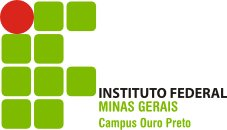 INSTITUTO FEDERAL
MINAS GERAIS
Campus Ouro Preto